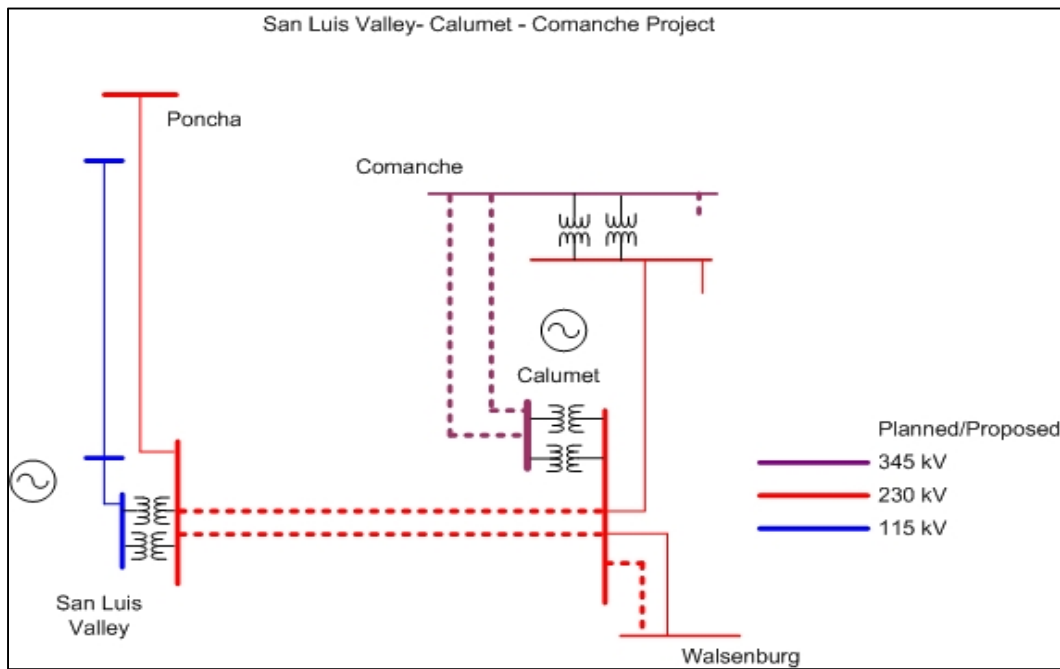 San Luis Valley- Calumet - Comanche Project
Poncha
Comanche
Calumet
Planned/Proposed
345 kV
230 kV
115 kV
San Luis
Valley
Walsenburg